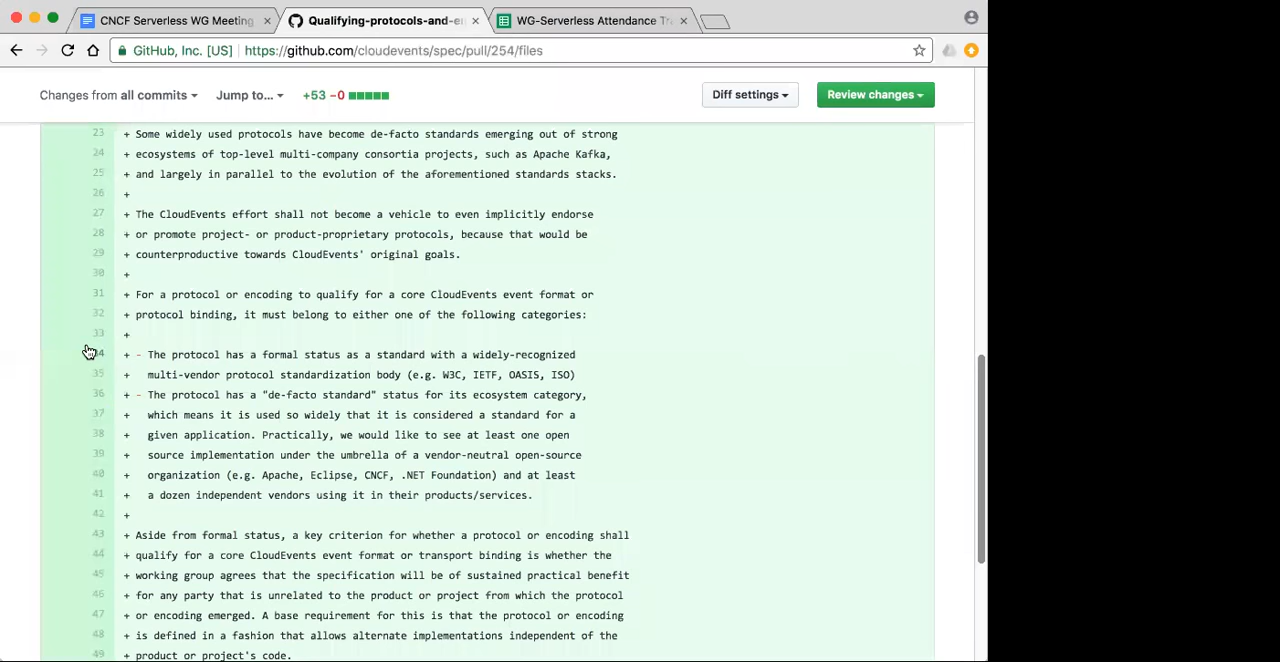 CNCF Serverless WG Meeting
Qualifying-protocols-and-e
WG-Serverless Attendance Tr
GitHub, Inc. [US] https://github.com/cloudevents/spec/pull/254/files
Changes from all commits Jump to... +53 −0 Diff settings Review changes
23 + Some widely used protocols have become de-facto standards emerging out of strong
24 + ecosystems of top-level multi-company consortia projects, such as Apache Kafka,
25 + and largely in parallel to the evolution of the aforementioned standards stacks.
26 +
27 + The CloudEvents effort shall not become a vehicle to even implicitly endorse
28 + or promote project- or product-proprietary protocols, because that would be
29 + counterproductive towards CloudEvents' original goals.
30 +
31 + For a protocol or encoding to qualify for a core CloudEvents event format or
32 + protocol binding, it must belong to either one of the following categories:
33 +
34 + - The protocol has a formal status as a standard with a widely-recognized
35 + multi-vendor protocol standardization body (e.g. W3C, IETF, OASIS, ISO)
36 + - The protocol has a "de-facto standard" status for its ecosystem category,
37 + which means it is used so widely that it is considered a standard for a
38 + given application. Practically, we would like to see at least one open
39 + source implementation under the umbrella of a vendor-neutral open-source
40 + organization (e.g. Apache, Eclipse, CNCF, .NET Foundation) and at least
41 + a dozen independent vendors using it in their products/services.
42 +
43 + Aside from formal status, a key criterion for whether a protocol or encoding shall
44 + qualify for a core CloudEvents event format or transport binding is whether the
45 + working group agrees that the specification will be of sustained practical benefit
46 + for any party that is unrelated to the product or project from which the protocol
47 + or encoding emerged. A base requirement for this is that the protocol or encoding
48 + is defined in a fashion that allows alternate implementations independent of the
49 + product or project's code.